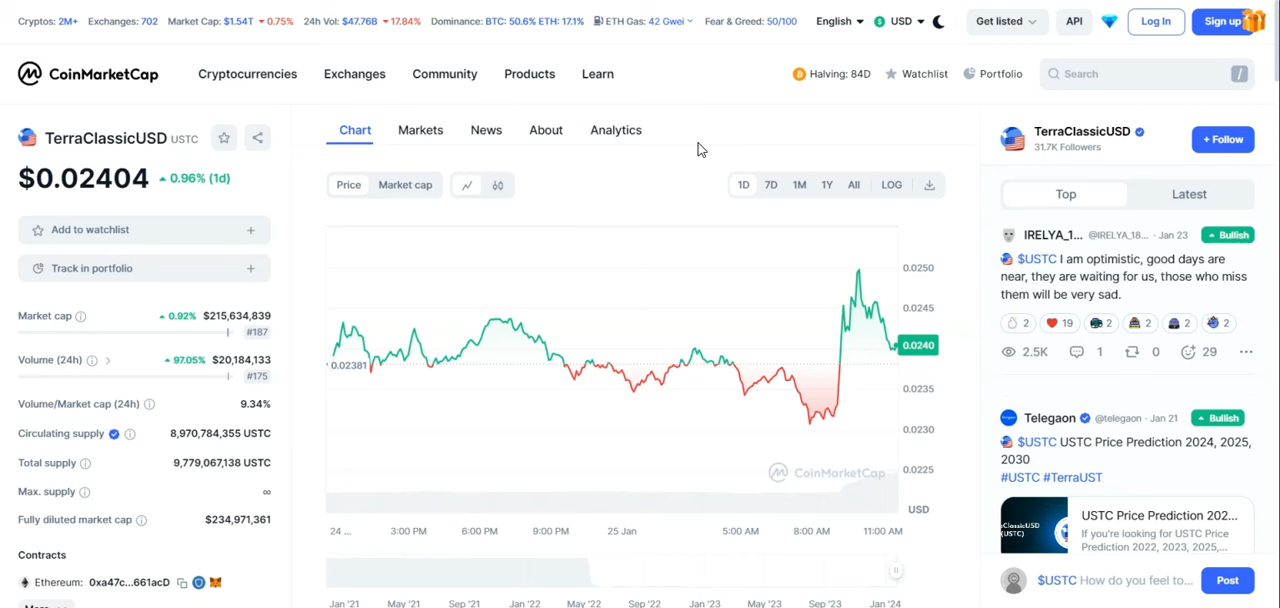 Cryptos: 2M+ Exchanges: 702 Market Cap: $1.54T 0.75% 24h Vol: $47.76B 17.84% Dominance: BTC: 50.6% ETH: 17.1% ETH Gas: 42 Gwei Fear & Greed: 50/100 English USD Get listed API Log In Sign up
CoinMarketCap Cryptocurrencies Exchanges Community Products Learn Halving: 84D Watchlist Portfolio Search /
TerraClassicUSD USTC
$0.02404 0.96% (1d)
Add to watchlist +
Track in portfolio +
Market cap 0.92% $215,634,839
#187
Volume (24h) 97.05% $20,184,133
#175
Volume/Market cap (24h) 9.34%
Circulating supply 8,970,784,355 USTC
Total supply 9,779,067,138 USTC
Max. supply ∞
Fully diluted market cap $234,971,361
Contracts
Ethereum: 0xa47c...661acD
Chart Markets News About Analytics
Price Market cap 1D 7D 1M 1Y All LOG
0.0250
0.0245
0.0240
0.02381
0.0235
0.0230
0.0225
CoinMarketCap
USD
24 ... 3:00 PM 6:00 PM 9:00 PM 25 Jan 5:00 AM 8:00 AM 11:00 AM
Jan '21 May '21 Sep '21 Jan '22 May '22 Sep '22 Jan '23 May '23 Sep '23 Jan '24
TerraClassicUSD
31.7K Followers
+ Follow
Top Latest
IRELYA_1... @IRELYA_18... · Jan 23 Bullish
$USTC I am optimistic, good days are
near, they are waiting for us, those who miss
them will be very sad.
2 19 2 2 2 2
2.5K 1 0 29
Telegaon @telegaon · Jan 21 Bullish
$USTC USTC Price Prediction 2024, 2025,
2030
#USTC #TerraUST
USTC Price Prediction 202...
If you're looking for USTC Price
Prediction 2022, 2023, 2025,...
$USTC How do you feel to... Post